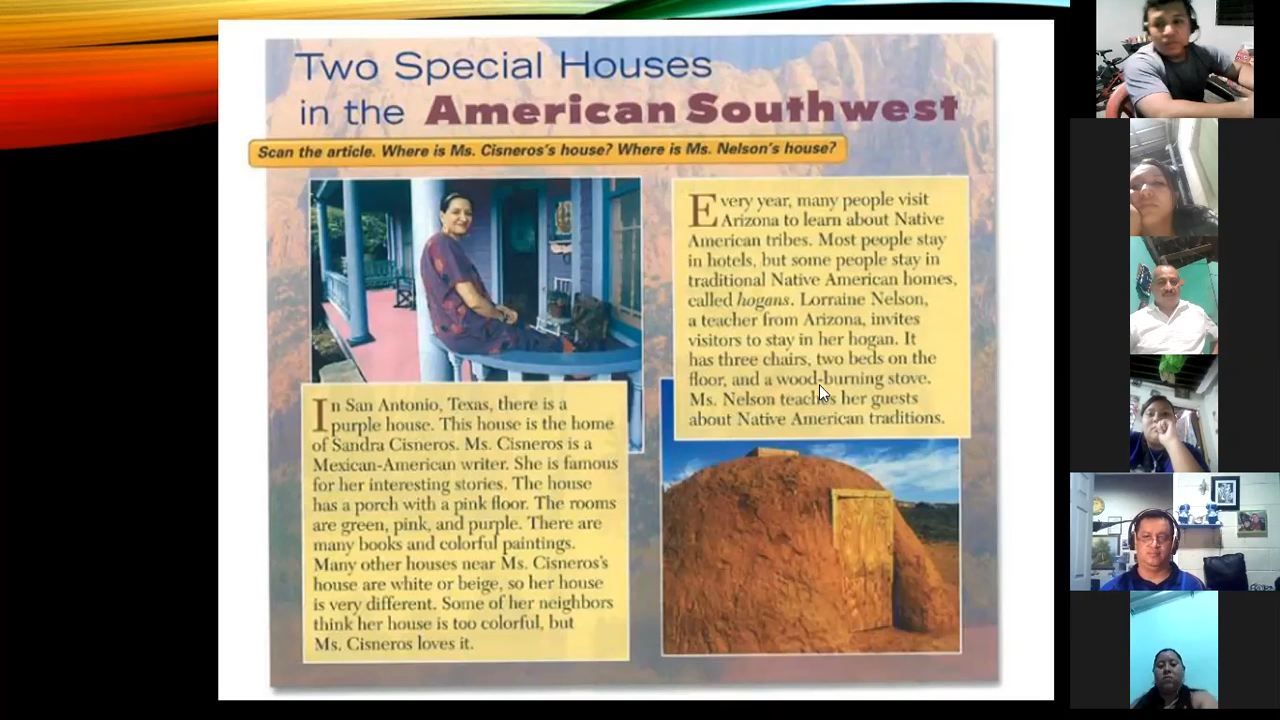 Two Special Houses
in the American Southwest
Scan the article. Where is Ms. Cisneros's house? Where is Ms. Nelson's house?
In San Antonio, Texas, there is a
purple house. This house is the home
of Sandra Cisneros. Ms. Cisneros is a
Mexican-American writer. She is famous
for her interesting stories. The house
has a porch with a pink floor. The rooms
are green, pink, and purple. There are
many books and colorful paintings.
Many other houses near Ms. Cisneros's
house are white or beige, so her house
is very different. Some of her neighbors
think her house is too colorful, but
Ms. Cisneros loves it.
Every year, many people visit
Arizona to learn about Native
American tribes. Most people stay
in hotels, but some people stay in
traditional Native American homes,
called hogans. Lorraine Nelson,
a teacher from Arizona, invites
visitors to stay in her hogan. It
has three chairs, two beds on the
floor, and a wood-burning stove.
Ms. Nelson teaches her guests
about Native American traditions.